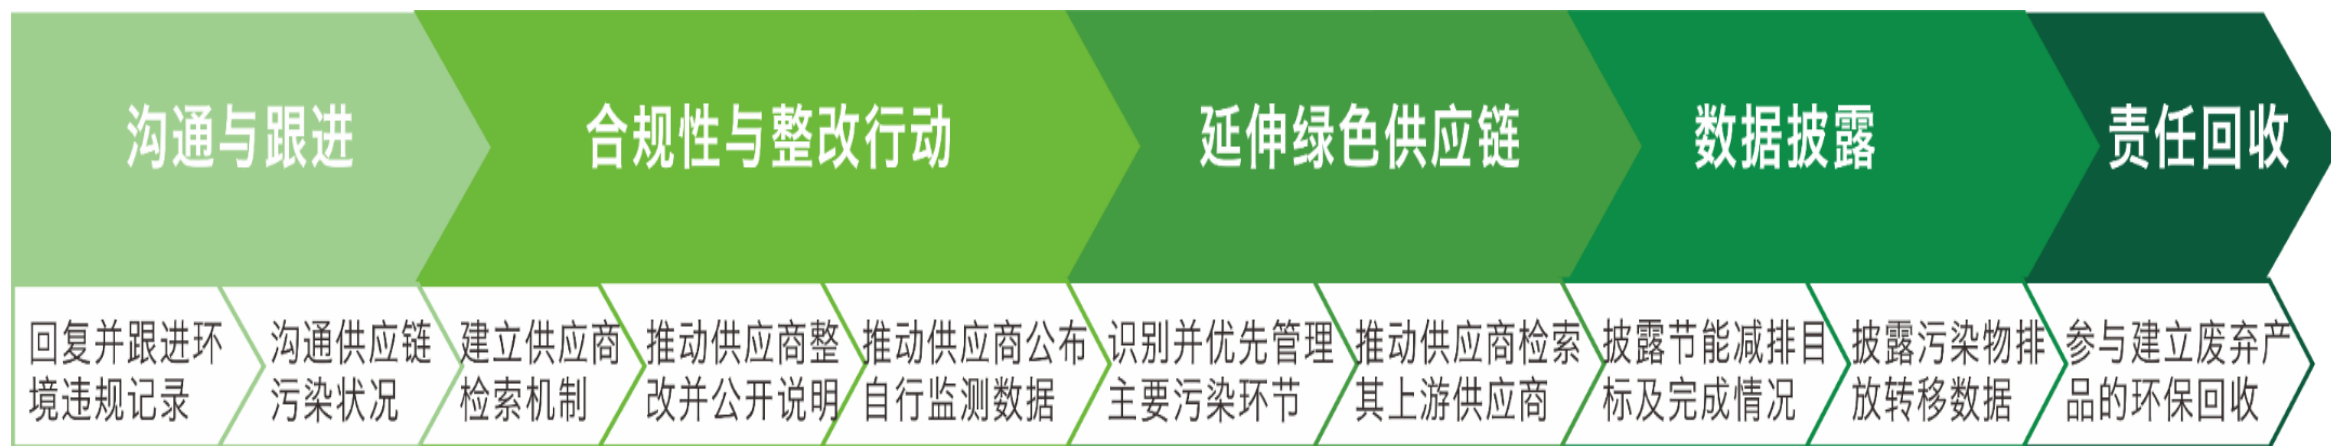 沟通与跟进
合规性与整改行动
延伸绿色供应链
数据披露
责任回收
回复并跟进环
境违规记录
沟通供应链
污染状况
建立供应商
检索机制
推动供应商整
改并公开说明
推动供应商公布
自行监测数据
识别并优先管理
主要污染环节
推动供应商检索
其上游供应商
披露节能减排目
标及完成情况
披露污染物排
放转移数据
参与建立废弃产
品的环保回收